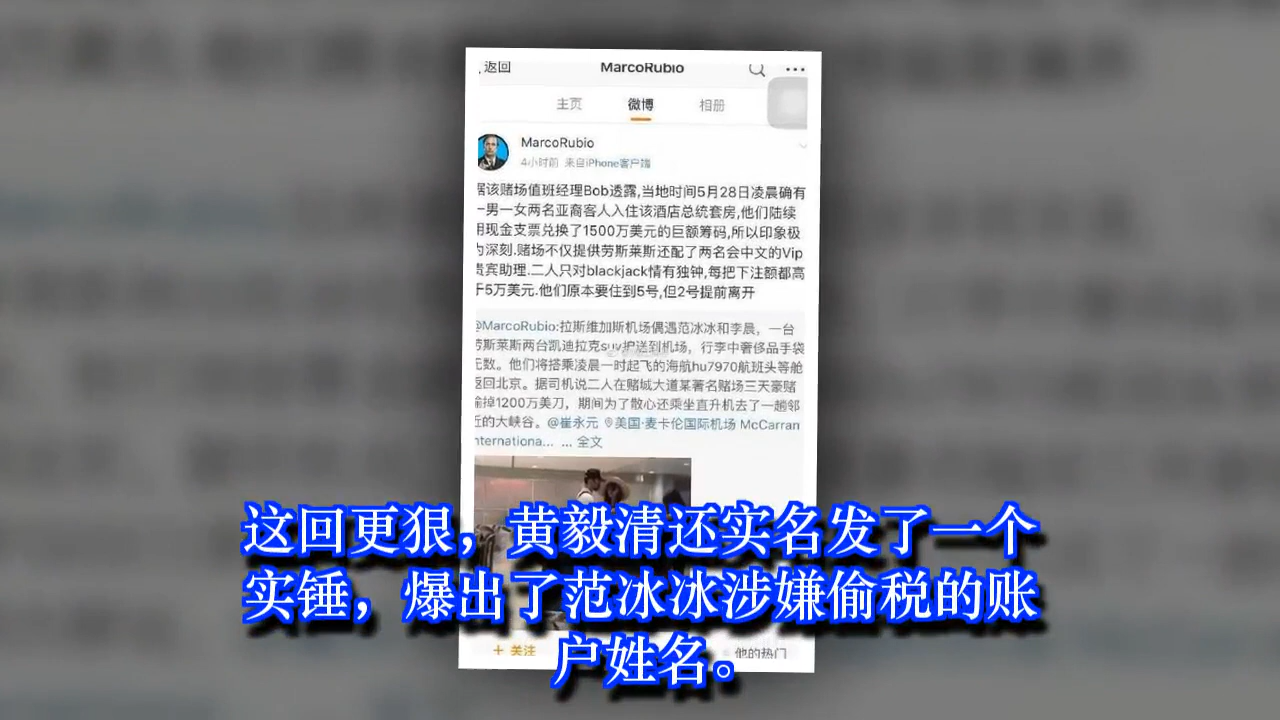 返回
MarcoRubio
主页 微博 相册
MarcoRubio
4小时前 来自iPhone客户端
据该赌场值班经理Bob透露,当地时间5月28日凌晨确有
一男一女两名亚裔客人入住该酒店总统套房,他们陆续
用现金支票兑换了1500万美元的巨额筹码,所以印象极
为深刻.赌场不仅提供劳斯莱斯还配了两名会中文的Vip
贵宾助理.二人只对blackjack情有独钟,每把下注额都高
于5万美元.他们原本要住到5号,但2号提前离开
@MarcoRubio:拉斯维加斯机场偶遇范冰冰和李晨，一台
劳斯莱斯两台凯迪拉克suv护送到机场，行李中奢侈品手袋
无数。他们将搭乘凌晨一时起飞的海航hu7970航班头等舱
返回北京。据司机说二人在赌城大道某著名赌场三天豪赌
输掉1200万美刀，期间为了散心还乘坐直升机去了一趟邻
近的大峡谷。@崔永元 美国·麦卡伦国际机场 McCarran
Internationa... ... 全文
这回更狠，黄毅清还实名发了一个
实锤，爆出了范冰冰涉嫌偷税的账
户姓名。
+ 关注
他的热门